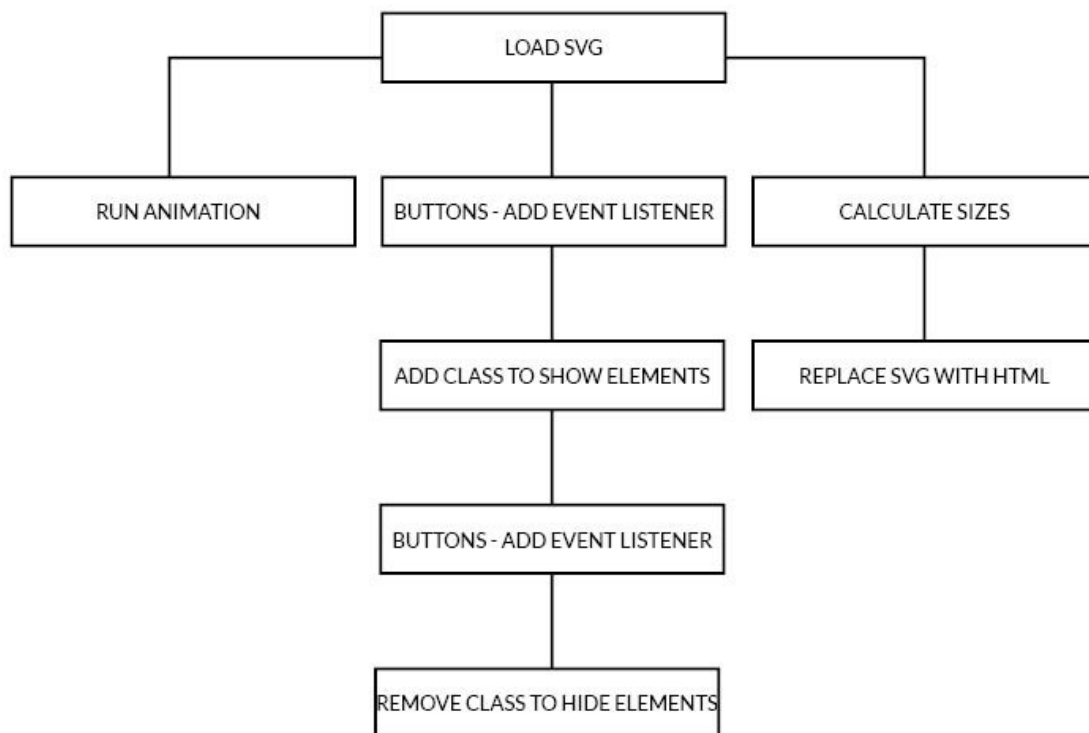 LOAD SVG
RUN ANIMATION
BUTTONS - ADD EVENT LISTENER
CALCULATE SIZES
ADD CLASS TO SHOW ELEMENTS
REPLACE SVG WITH HTML
BUTTONS - ADD EVENT LISTENER
REMOVE CLASS TO HIDE ELEMENTS